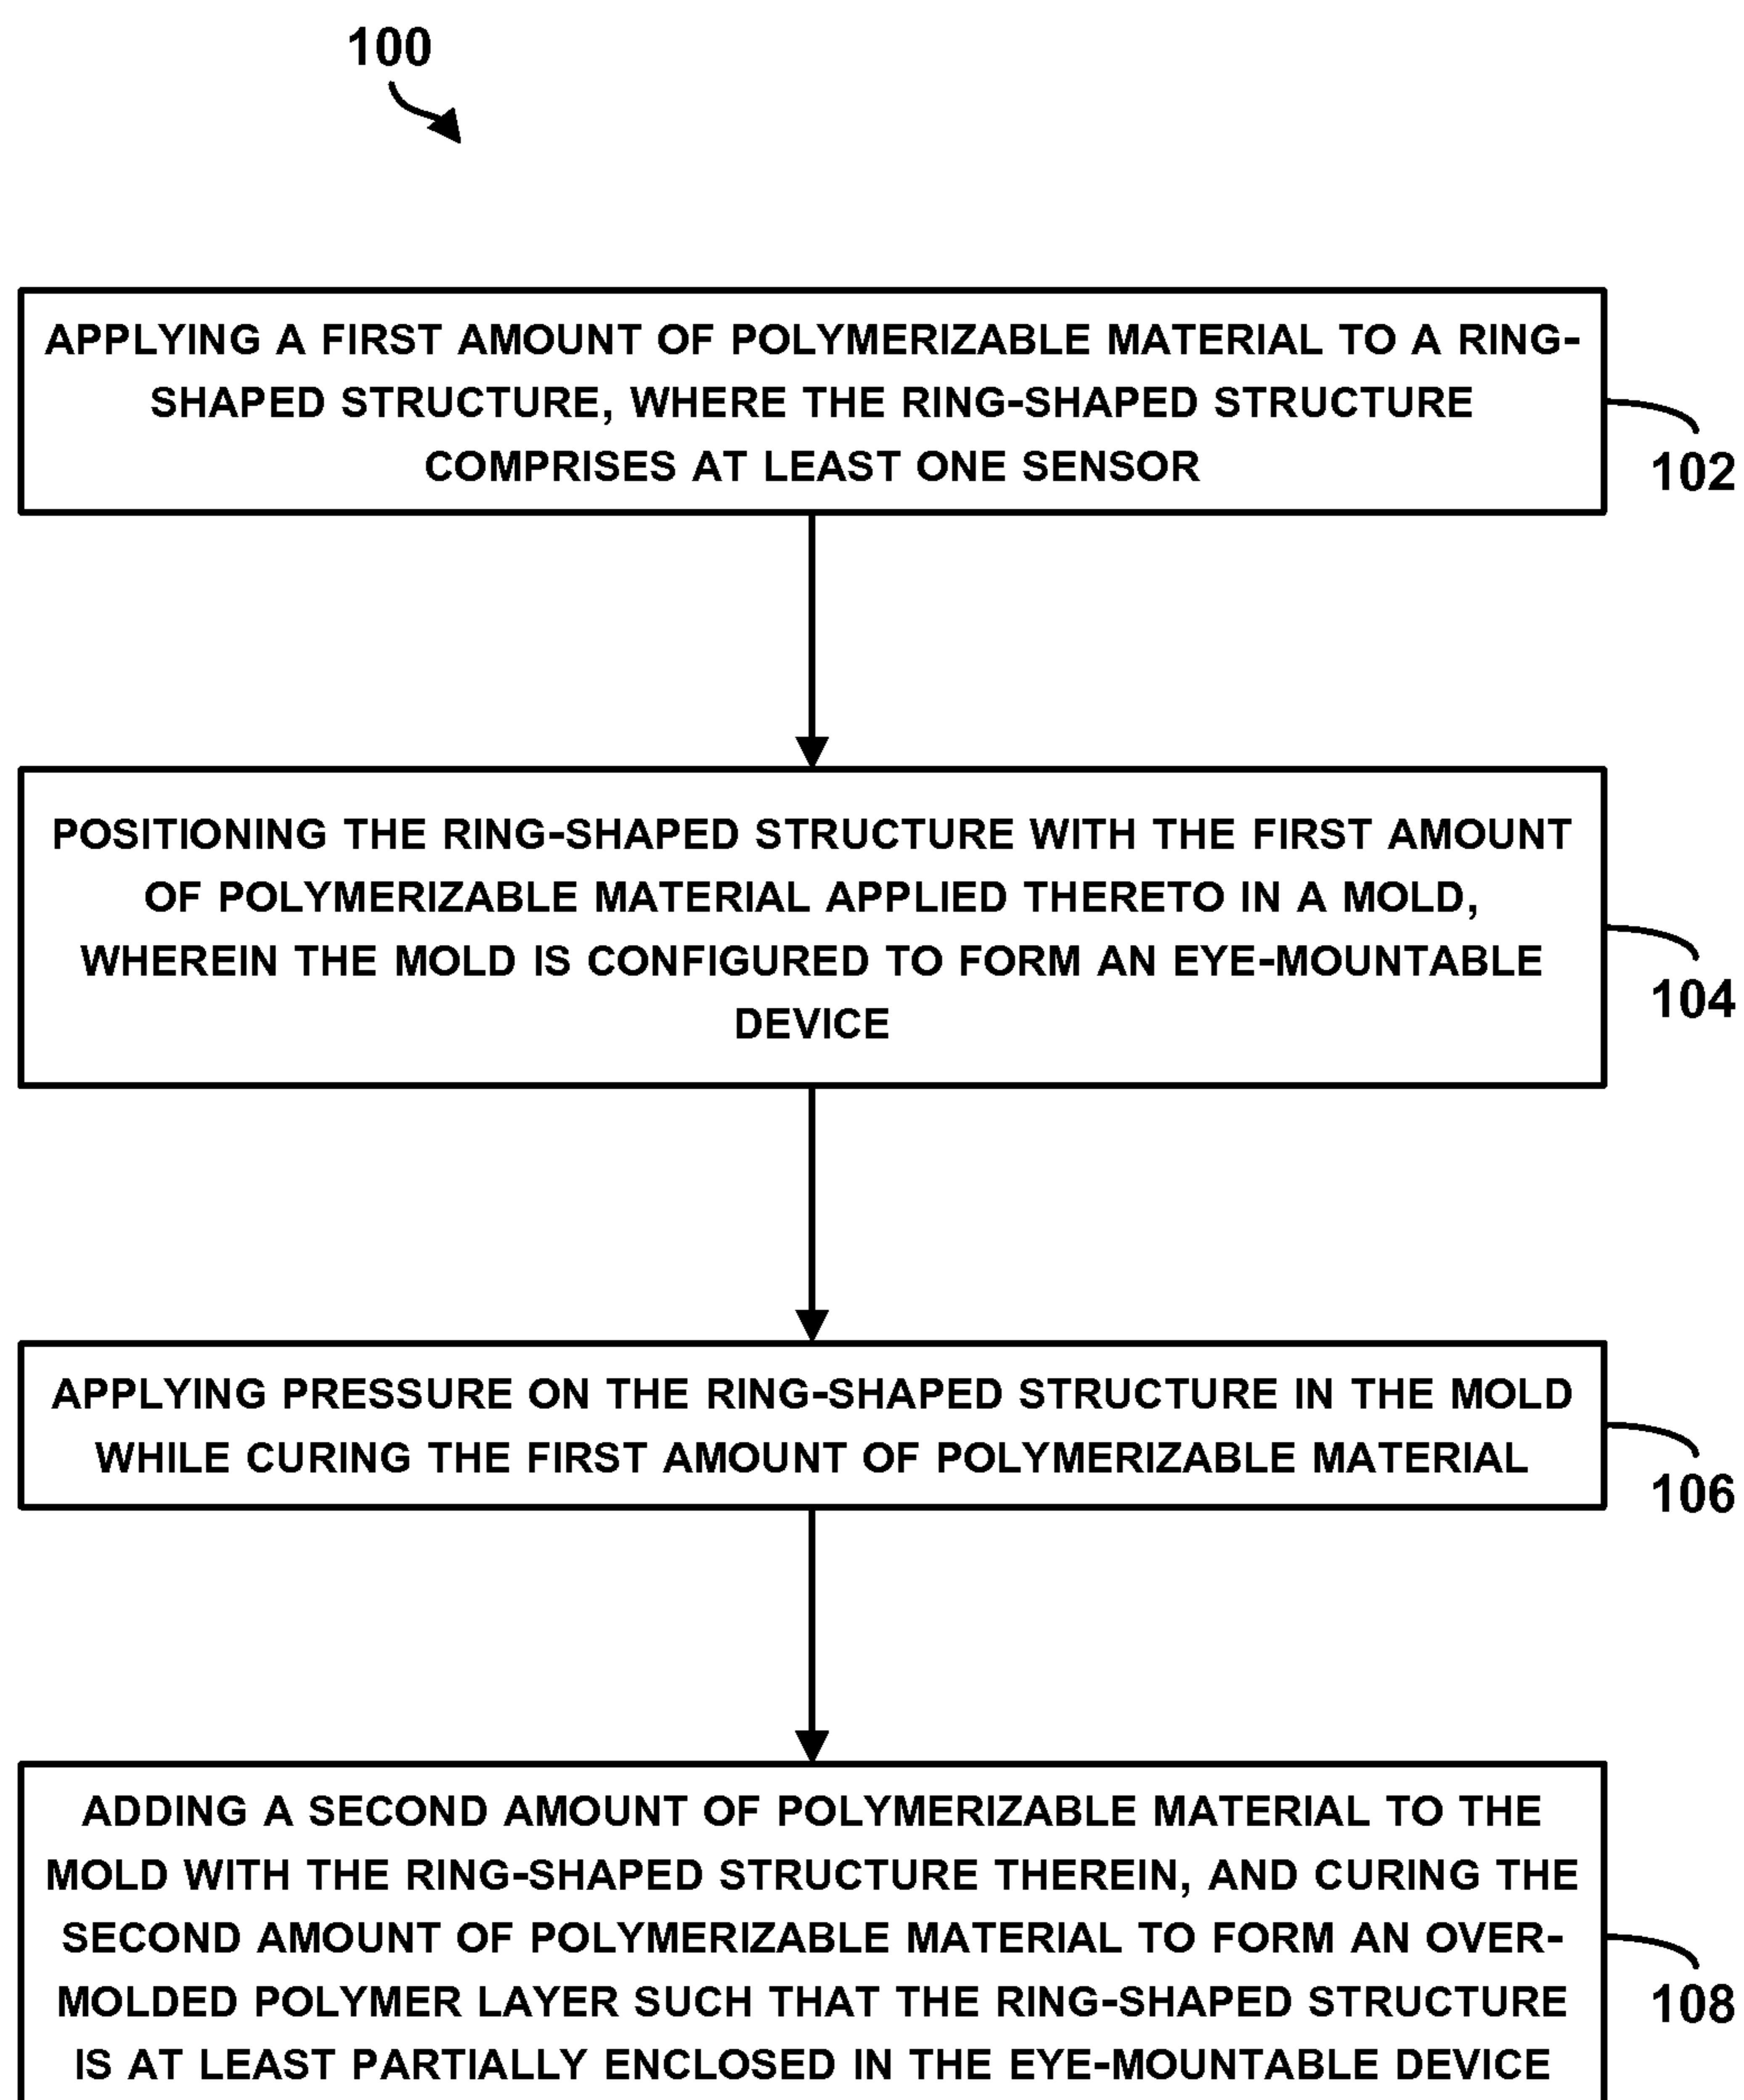 100
APPLYING A FIRST AMOUNT OF POLYMERIZABLE MATERIAL TO A RING-
SHAPED STRUCTURE, WHERE THE RING-SHAPED STRUCTURE
COMPRISES AT LEAST ONE SENSOR
102
POSITIONING THE RING-SHAPED STRUCTURE WITH THE FIRST AMOUNT
OF POLYMERIZABLE MATERIAL APPLIED THERETO IN A MOLD,
WHEREIN THE MOLD IS CONFIGURED TO FORM AN EYE-MOUNTABLE
DEVICE
104
APPLYING PRESSURE ON THE RING-SHAPED STRUCTURE IN THE MOLD
WHILE CURING THE FIRST AMOUNT OF POLYMERIZABLE MATERIAL
106
ADDING A SECOND AMOUNT OF POLYMERIZABLE MATERIAL TO THE
MOLD WITH THE RING-SHAPED STRUCTURE THEREIN, AND CURING THE
SECOND AMOUNT OF POLYMERIZABLE MATERIAL TO FORM AN OVER-
MOLDED POLYMER LAYER SUCH THAT THE RING-SHAPED STRUCTURE
IS AT LEAST PARTIALLY ENCLOSED IN THE EYE-MOUNTABLE DEVICE
108